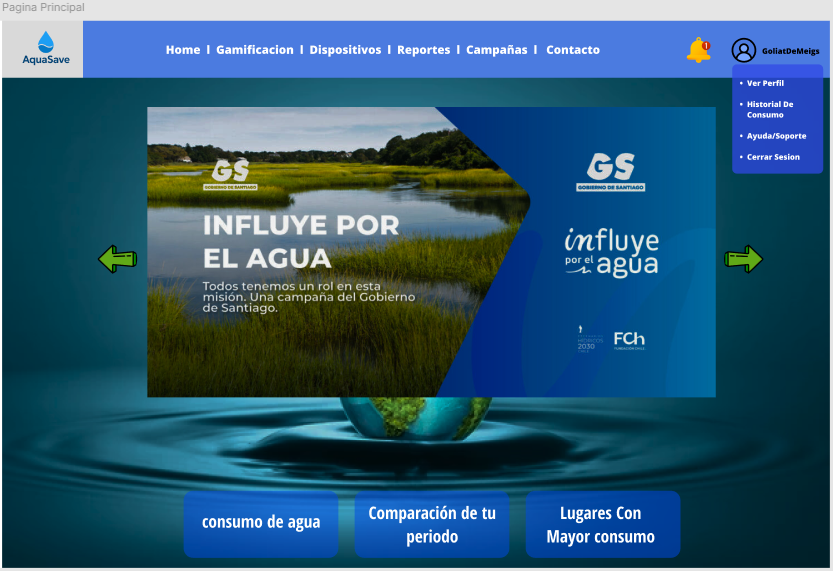 Pagina Principal
AquaSave
Home I Gamificacion I Dispositivos I Reportes I Campañas I Contacto
1
GoliatDeMeigs
• Ver Perfil
• Historial De
Consumo
• Ayuda/Soporte
• Cerrar Sesion
GS
GOBIERNO DE SANTIAGO
INFLUYE POR
EL AGUA
Todos tenemos un rol en esta
misión. Una campaña del Gobierno
de Santiago.
GS
GOBIERNO DE SANTIAGO
influye
por el
agua
2030
FCh
FUNDACIÓN CHILE
consumo de agua
Comparación de tu
periodo
Lugares Con
Mayor consumo